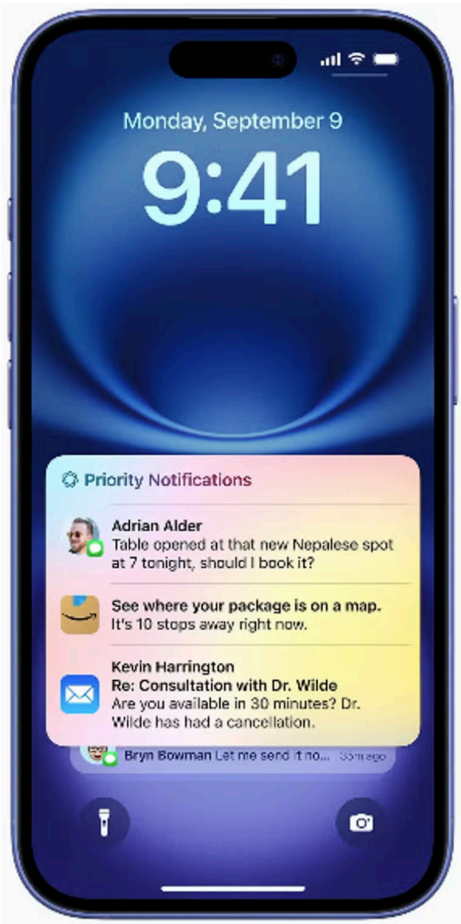 Monday, September 9
9:41
Priority Notifications
Adrian Alder
Table opened at that new Nepalese spot
at 7 tonight, should I book it?
See where your package is on a map.
It's 10 stops away right now.
Kevin Harrington
Re: Consultation with Dr. Wilde
Are you available in 30 minutes? Dr.
Wilde has had a cancellation.
Bryn Bowman Let me send it no... 35m ago